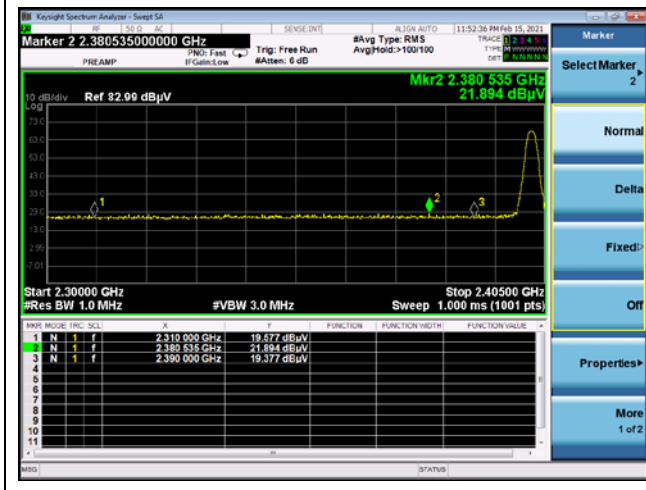 Keysight Spectrum Analyzer - Swept SA
RF 50 Ω AC SENSE:INT ALIGN AUTO 11:52:36 PM Feb 15, 2021
Marker 2 2.380535000000 GHz
PREAMP
PNO: Fast
IFGain:Low
Trig: Free Run
#Atten: 6 dB
#Avg Type: RMS
Avg|Hold:>100/100
TRACE 1 2 3 4 5
TYPE M
DET P N N N N N
Mkr2 2.380 535 GHz
21.894 dBµV
10 dB/div Ref 82.99 dBµV
Log
73.0
63.0
53.0
43.0
33.0
23.0
13.0
2.99
-7.01
1
2
3
Start 2.30000 GHz Stop 2.40500 GHz
#Res BW 1.0 MHz #VBW 3.0 MHz Sweep 1.000 ms (1001 pts)
MKR MODE TRC SCL X Y FUNCTION FUNCTION WIDTH FUNCTION VALUE
1 N 1 f 2.310 000 GHz 19.577 dBµV
2 N 1 f 2.380 535 GHz 21.894 dBµV
3 N 1 f 2.390 000 GHz 19.377 dBµV
4
5
6
7
8
9
10
11
MSG STATUS
Marker
Select Marker
2
Normal
Delta
Fixed
Off
Properties
More
1 of 2